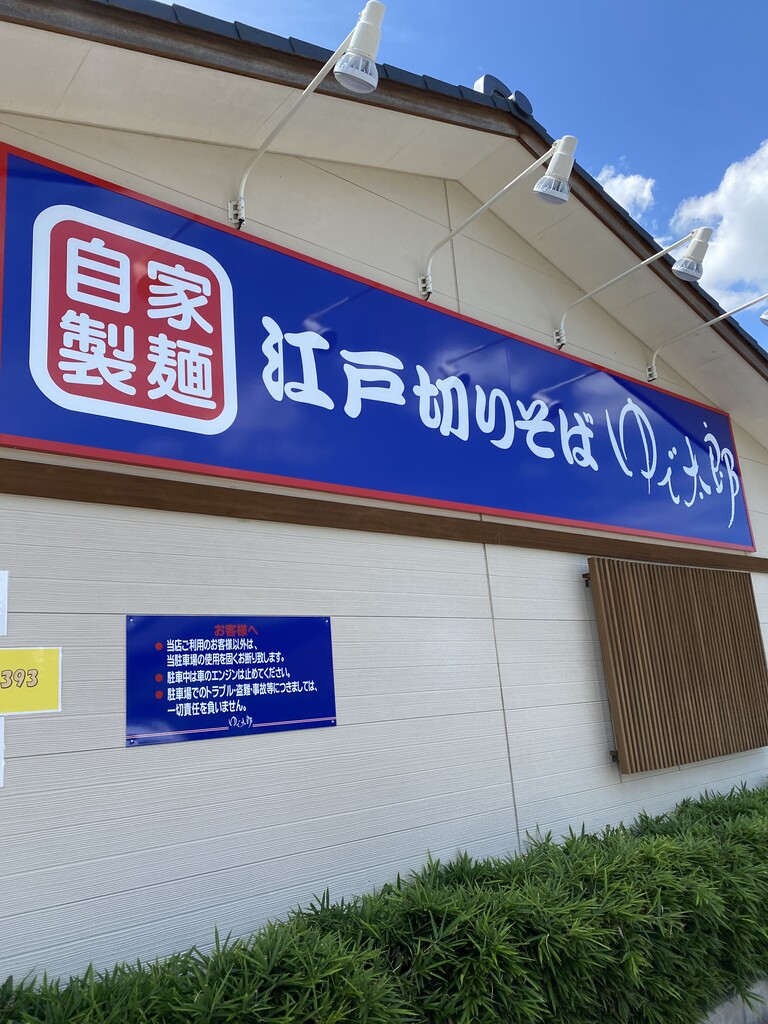 自家
製麺
江戸切りそば ゆで太郎
お客様へ
● 当店ご利用のお客様以外は、
当駐車場の使用を固くお断り致します。
● 駐車中は車のエンジンは止めてください。
● 駐車場でのトラブル・盗難・事故等につきましては、
一切責任を負いません。
ゆで太郎
393